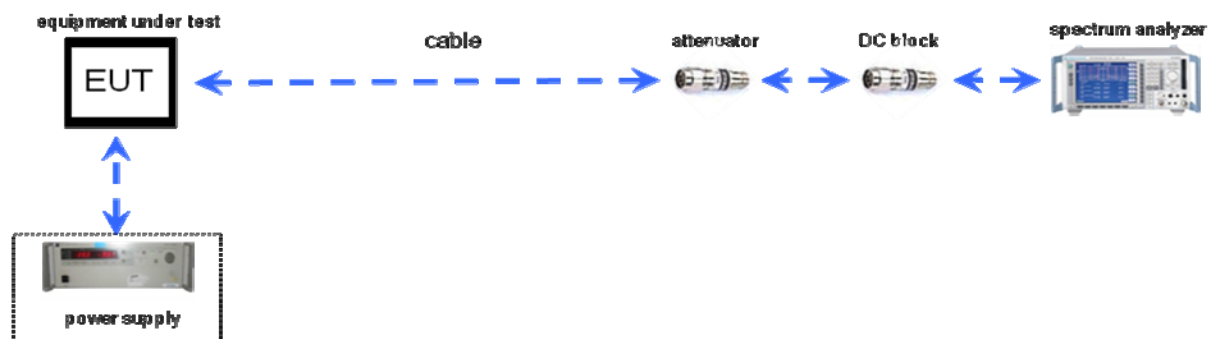 equipment under test
cable
attenuator
DC block
spectrum analyzer
EUT
power supply